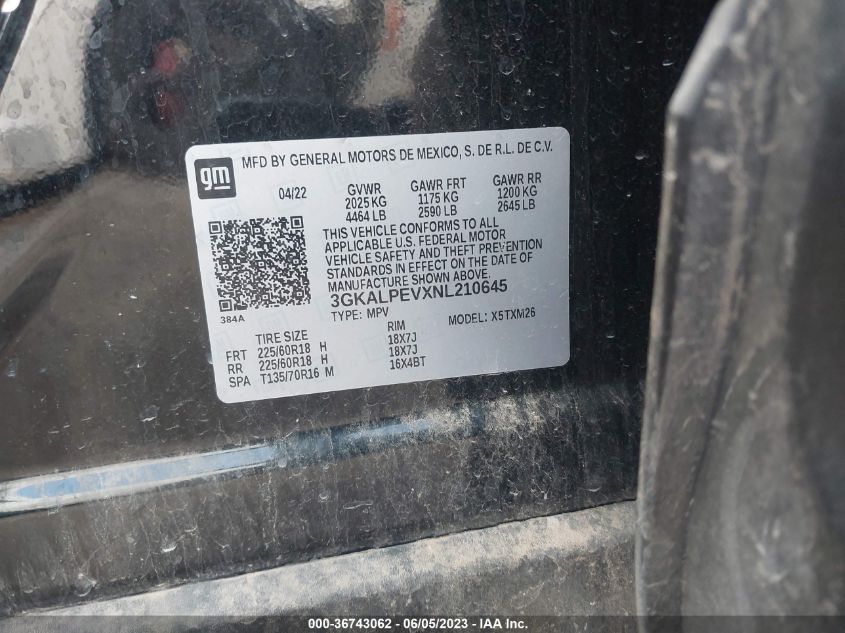 gm MFD BY GENERAL MOTORS DE MEXICO, S. DE R.L. DE C.V.
04/22 GVWR GAWR FRT GAWR RR
2025 KG 1175 KG 1200 KG
4464 LB 2590 LB 2645 LB
THIS VEHICLE CONFORMS TO ALL
APPLICABLE U.S. FEDERAL MOTOR
VEHICLE SAFETY AND THEFT PREVENTION
STANDARDS IN EFFECT ON THE DATE OF
MANUFACTURE SHOWN ABOVE.
3GKALPEVXNL210645
384A TYPE: MPV MODEL: X5TXM26
TIRE SIZE RIM
FRT 225/60R18 H 18X7J
RR 225/60R18 H 18X7J
SPA T135/70R16 M 16X4BT
000-36743062 - 06/05/2023 - IAAI Inc.